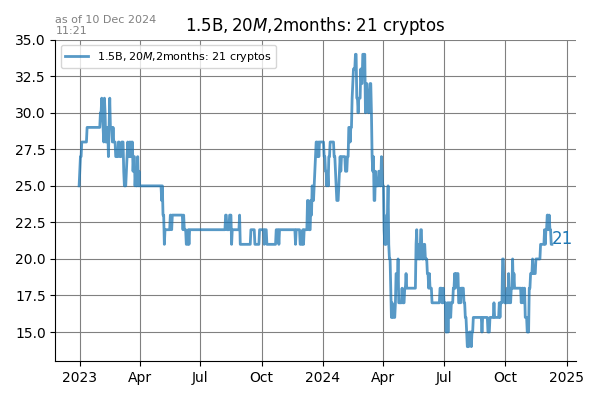 as of 10 Dec 2024
11:21
1.5B, 20M,2months: 21 cryptos
1.5B, 20M,2months: 21 cryptos
35.0
32.5
30.0
27.5
25.0
22.5
20.0
17.5
15.0
21
2023 Apr Jul Oct 2024 Apr Jul Oct 2025